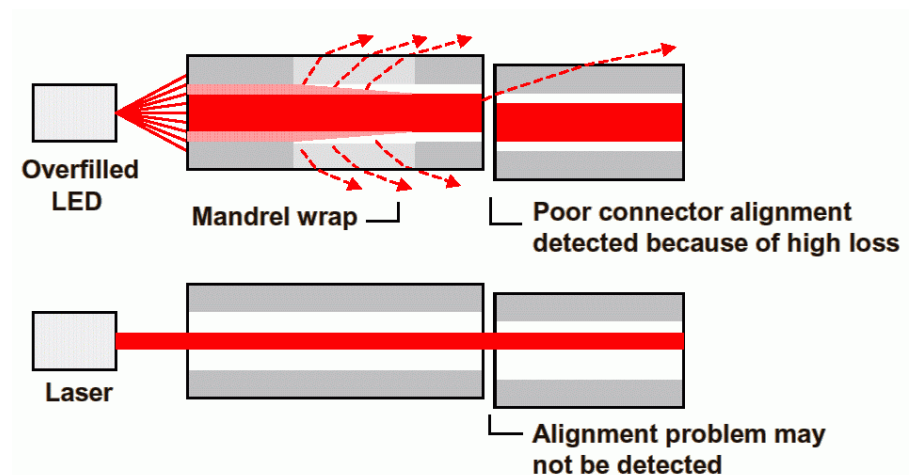 Overfilled
LED
Mandrel wrap
Poor connector alignment
detected because of high loss
Laser
Alignment problem may
not be detected